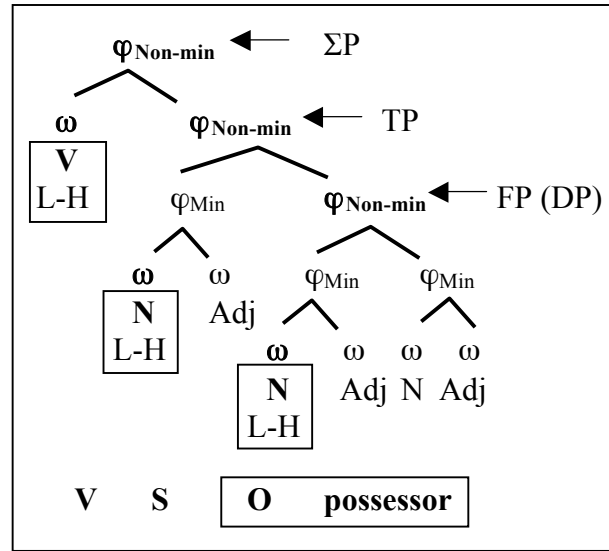 φNon-min ΣP
ω φNon-min TP
V
L-H φMin φNon-min FP (DP)
ω ω φMin φMin
N Adj
L-H ω ω ω ω
N Adj N Adj
L-H
V S O possessor